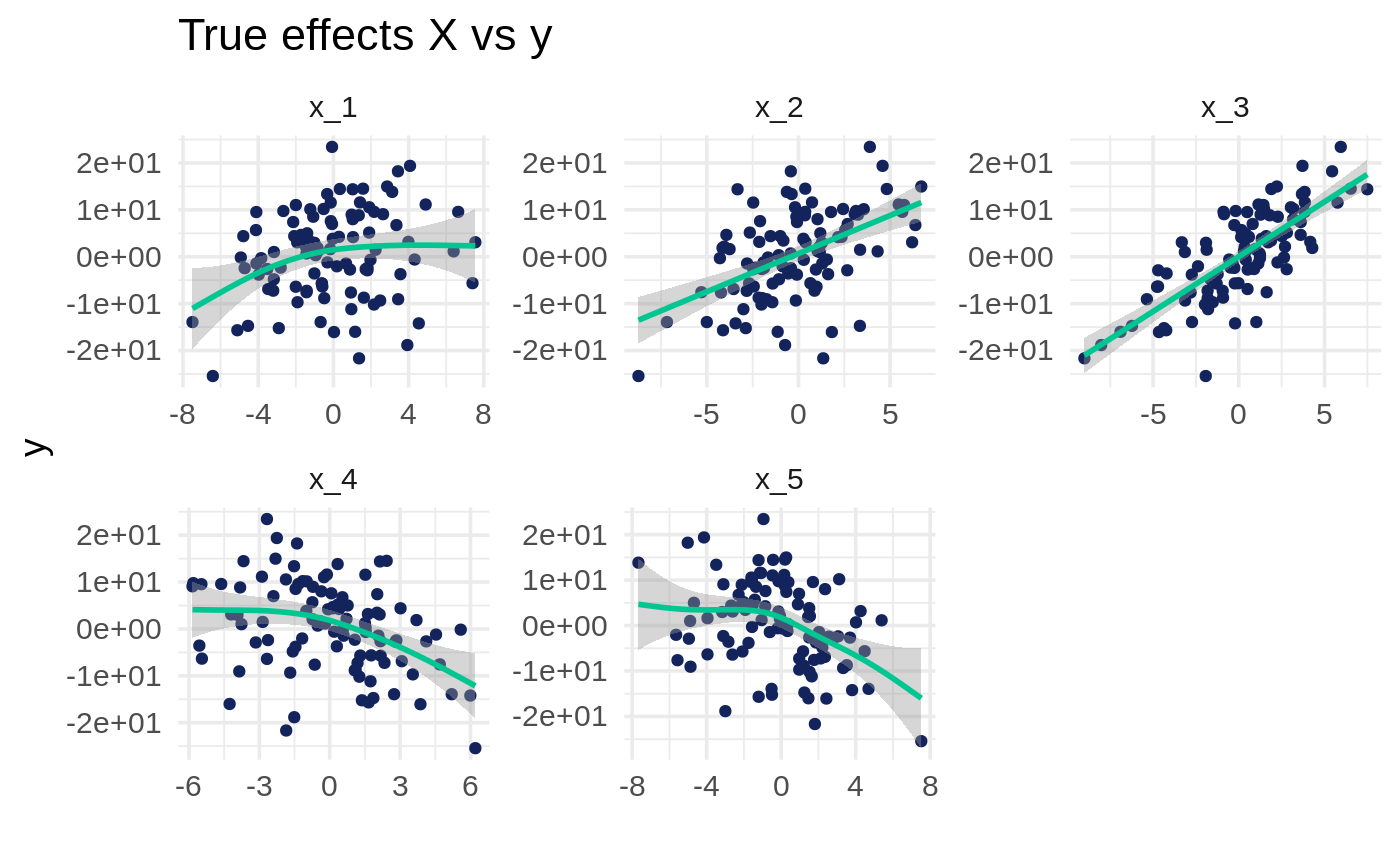 True effects X vs y
x_1 x_2 x_3
2e+01 2e+01 2e+01
1e+01 1e+01 1e+01
0e+00 0e+00 0e+00
-1e+01 -1e+01 -1e+01
-2e+01 -2e+01 -2e+01
-8 -4 0 4 8 -5 0 5 -5 0 5
y
x_4 x_5
2e+01 2e+01
1e+01 1e+01
0e+00 0e+00
-1e+01 -1e+01
-2e+01 -2e+01
-6 -3 0 3 6 -8 -4 0 4 8